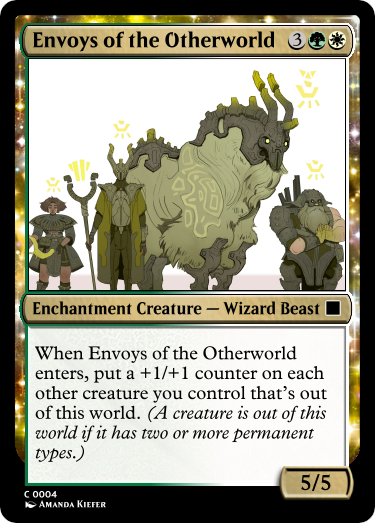 Envoys of the Otherworld 3
Enchantment Creature — Wizard Beast
When Envoys of the Otherworld
enters, put a +1/+1 counter on each
other creature you control that's out
of this world. (A creature is out of this
world if it has two or more permanent
types.)
5/5
C 0004
Amanda Kiefer